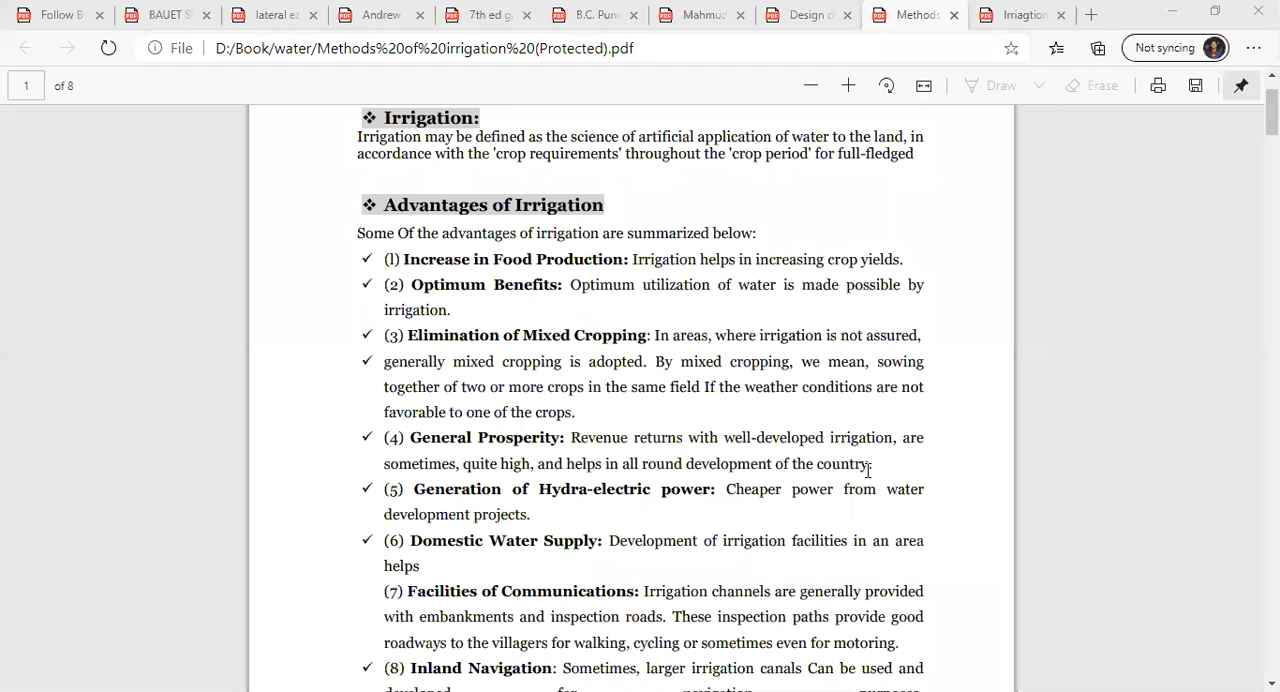 Follow B
BAUET S
lateral ea
Andrew
7th ed g
B.C. Pun
Mahmud
Design o
Methods
Irriagtion
File
D:/Book/water/Methods%20of%20irrigation%20(Protected).pdf
Not syncing
1 of 8
Draw
Erase
❖ Irrigation:
Irrigation may be defined as the science of artificial application of water to the land, in
accordance with the 'crop requirements' throughout the 'crop period' for full-fledged
❖ Advantages of Irrigation
Some Of the advantages of irrigation are summarized below:
✓ (l) Increase in Food Production: Irrigation helps in increasing crop yields.
✓ (2) Optimum Benefits: Optimum utilization of water is made possible by
irrigation.
✓ (3) Elimination of Mixed Cropping: In areas, where irrigation is not assured,
✓ generally mixed cropping is adopted. By mixed cropping, we mean, sowing
together of two or more crops in the same field If the weather conditions are not
favorable to one of the crops.
✓ (4) General Prosperity: Revenue returns with well-developed irrigation, are
sometimes, quite high, and helps in all round development of the country.
✓ (5) Generation of Hydra-electric power: Cheaper power from water
development projects.
✓ (6) Domestic Water Supply: Development of irrigation facilities in an area
helps
(7) Facilities of Communications: Irrigation channels are generally provided
with embankments and inspection roads. These inspection paths provide good
roadways to the villagers for walking, cycling or sometimes even for motoring.
✓ (8) Inland Navigation: Sometimes, larger irrigation canals Can be used and
developed for navigation purposes.